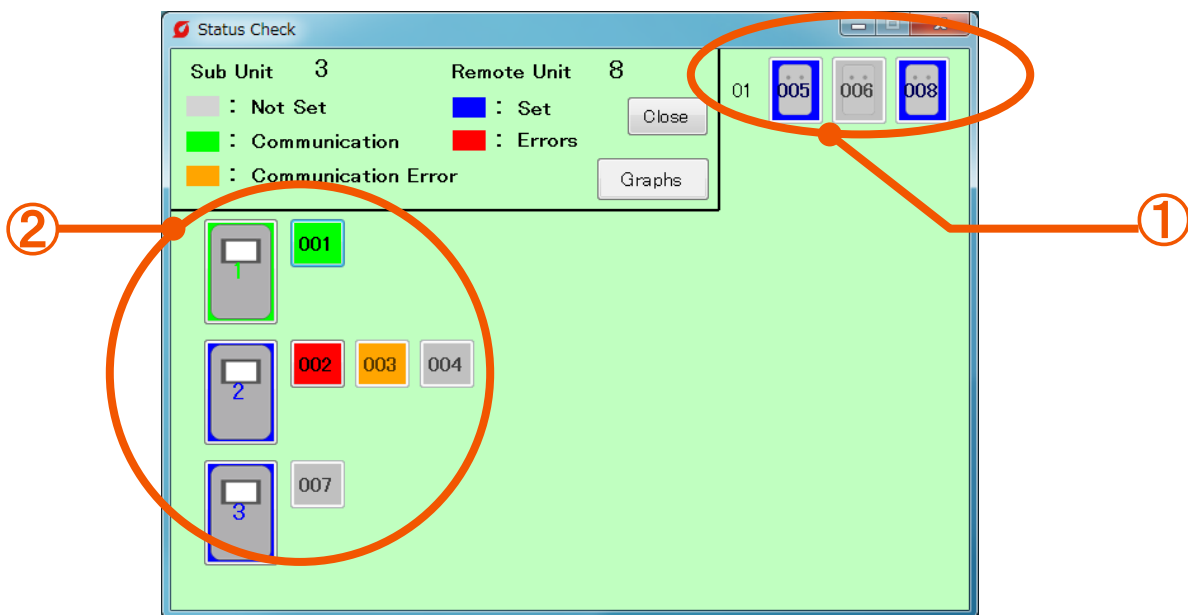 Status Check
Sub Unit 3 Remote Unit 8
: Not Set : Set Close
: Communication : Errors
: Communication Error Graphs
01 005 006 008
①
②
1 001
2 002 003 004
3 007